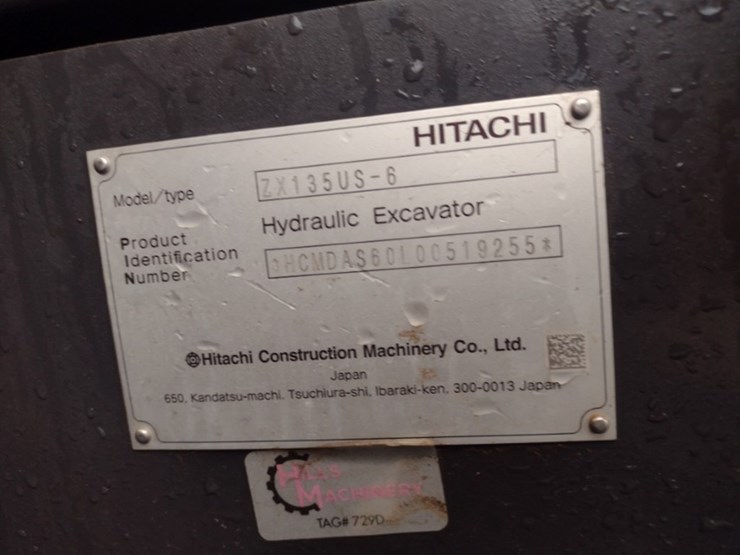 HITACHI
Model/type ZX135US-6
Hydraulic Excavator
Product
Identification
Number
*HCMDAS60L00519255*
Hitachi Construction Machinery Co., Ltd.
Japan
650, Kandatsu-machi, Tsuchiura-shi, Ibaraki-ken, 300-0013 Japan
HILLS
MACHINERY
TAG# 729D